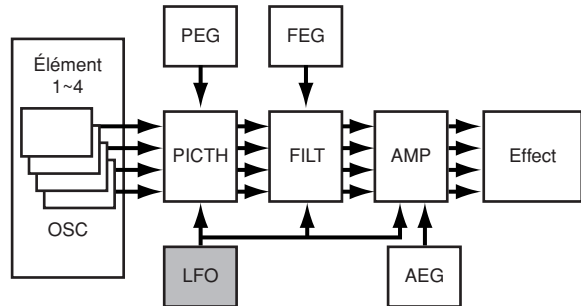 PEG
FEG
Élément
1~4
PICTH
FILT
AMP
Effect
OSC
LFO
AEG